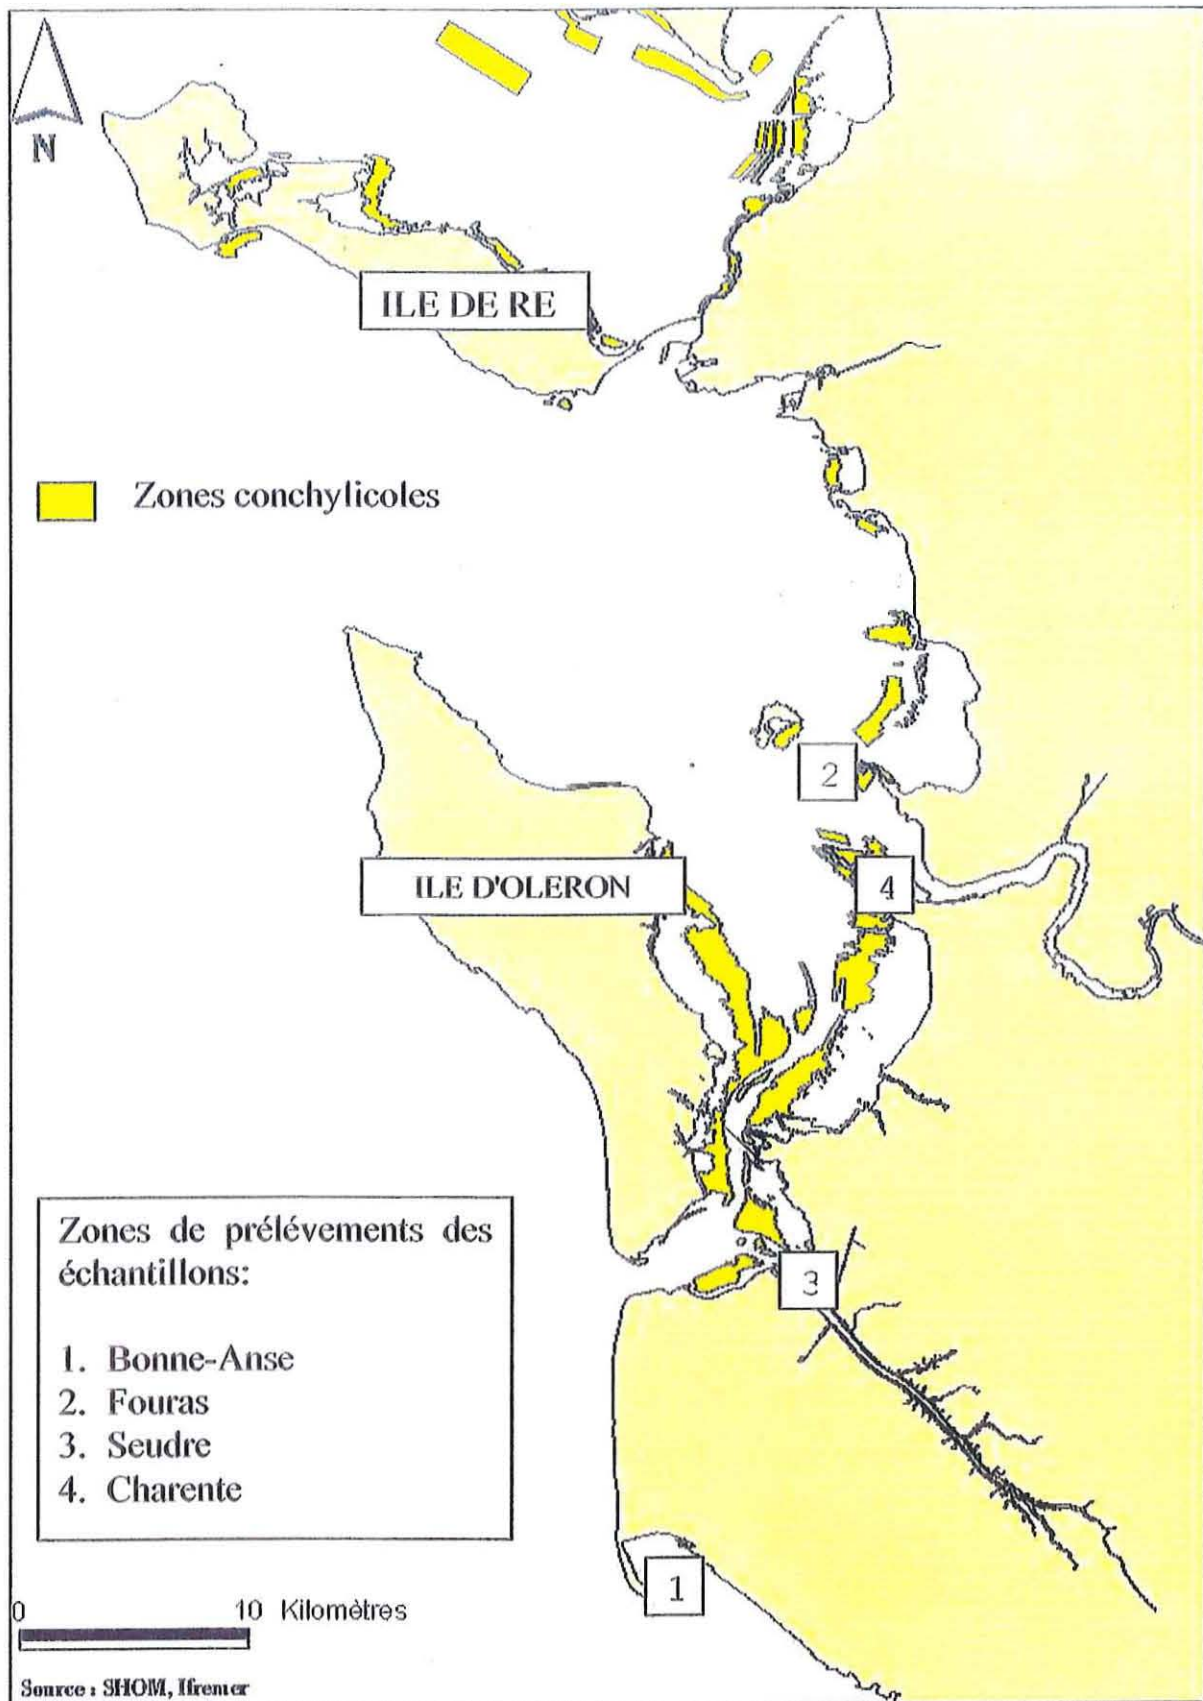 N
ILE DE RE
Zones conchylicoles
2
ILE D'OLERON
4
Zones de prélévements des
échantillons:
3
1. Bonne-Anse
2. Fouras
3. Seudre
4. Charente
1
0 10 Kilomètres
Source : SHOM, Ifremer